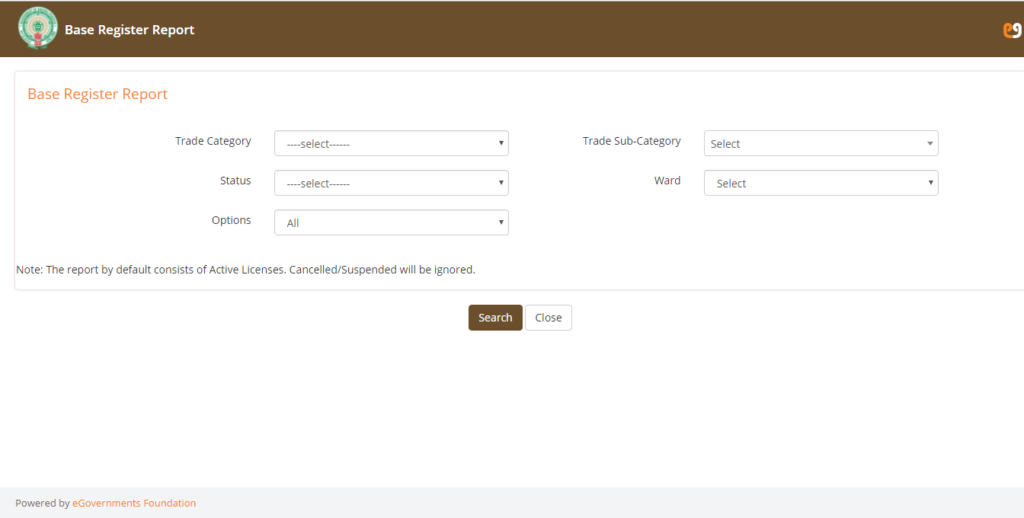 Base Register Report
eg
Base Register Report
Trade Category ----select------ Trade Sub-Category Select
Status ----select------ Ward Select
Options All
Note: The report by default consists of Active Licenses. Cancelled/Suspended will be ignored.
Search Close
Powered by eGovernments Foundation